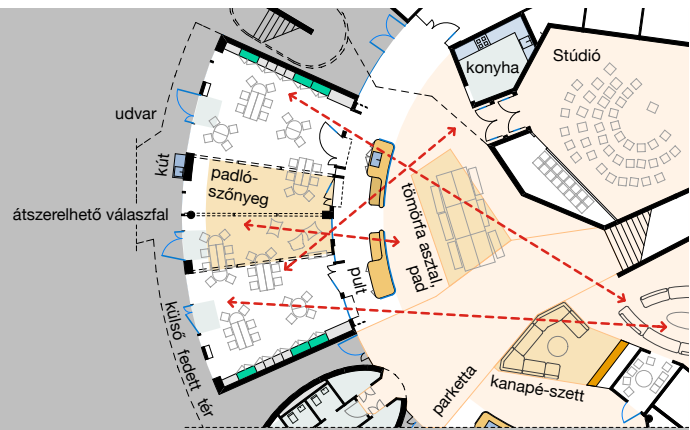 konyha
Stúdió
udvar
kút
padló-
szőnyeg
átszerelhető válaszfal
tömörfa asztal,
pad
pult
külső fedett tér
parketta
kanapé-szett